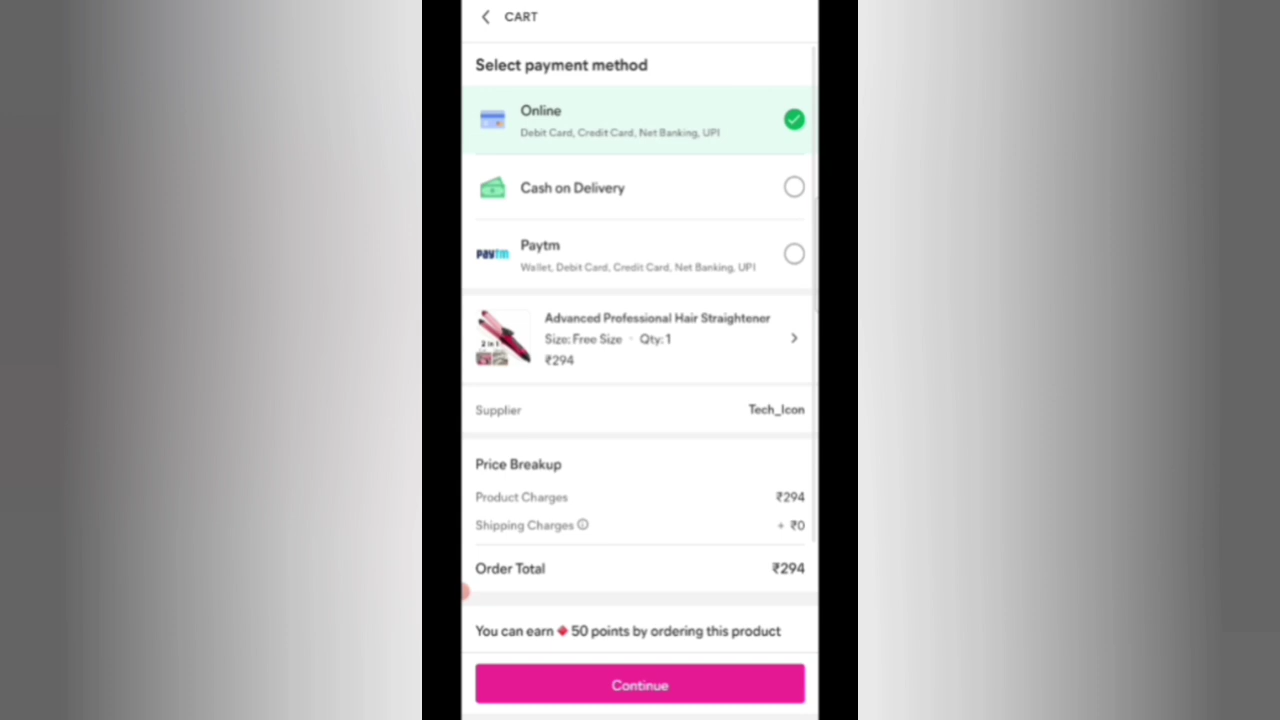 CART
Select payment method
Online
Debit Card, Credit Card, Net Banking, UPI
Cash on Delivery
paytm
Paytm
Wallet, Debit Card, Credit Card, Net Banking, UPI
Advanced Professional Hair Straightener
2 in 1
Size: Free Size · Qty: 1
₹294
Supplier Tech_Icon
Price Breakup
Product Charges ₹294
Shipping Charges + ₹0
Order Total ₹294
You can earn 50 points by ordering this product
Continue